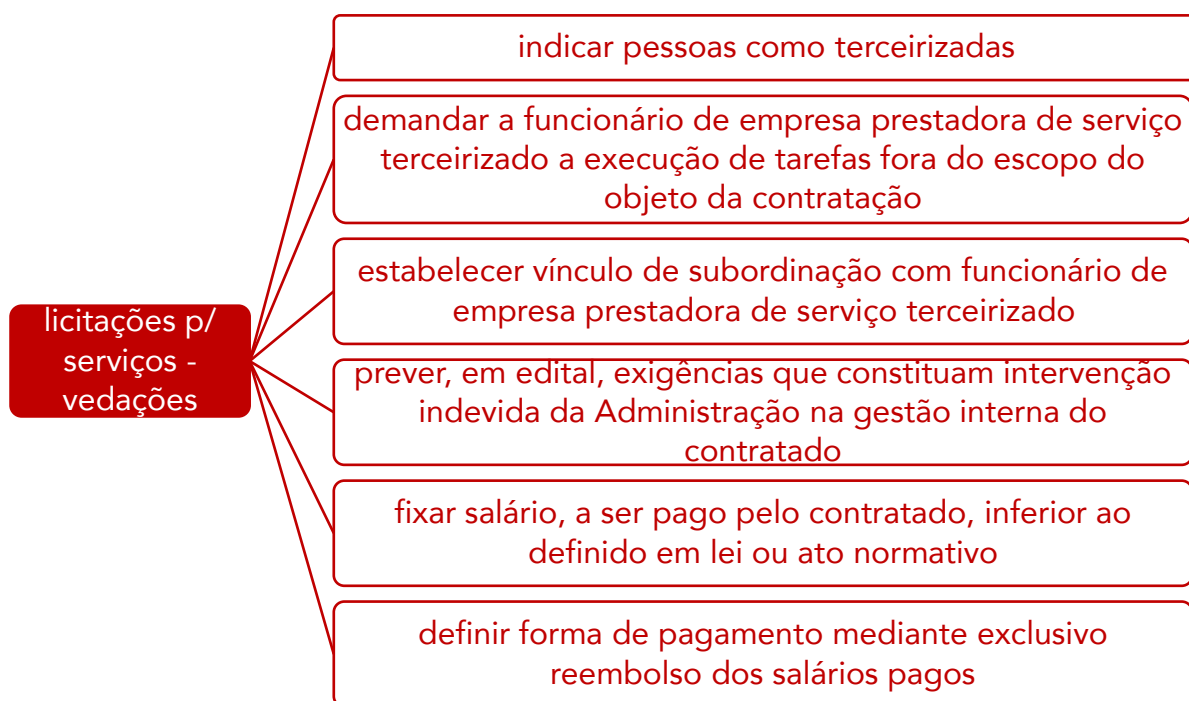 indicar pessoas como terceirizadas
demandar a funcionário de empresa prestadora de serviço
terceirizado a execução de tarefas fora do escopo do
objeto da contratação
estabelecer vínculo de subordinação com funcionário de
empresa prestadora de serviço terceirizado
licitações p/
serviços -
vedações
prever, em edital, exigências que constituam intervenção
indevida da Administração na gestão interna do
contratado
fixar salário, a ser pago pelo contratado, inferior ao
definido em lei ou ato normativo
definir forma de pagamento mediante exclusivo
reembolso dos salários pagos